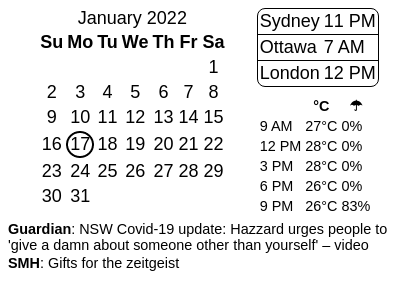 January 2022
Su Mo Tu We Th Fr Sa
1
2 3 4 5 6 7 8
9 10 11 12 13 14 15
16 17 18 19 20 21 22
23 24 25 26 27 28 29
30 31
Sydney 11 PM
Ottawa 7 AM
London 12 PM
°C ☂
9 AM 27°C 0%
12 PM 28°C 0%
3 PM 28°C 0%
6 PM 26°C 0%
9 PM 26°C 83%
Guardian: NSW Covid-19 update: Hazzard urges people to
'give a damn about someone other than yourself' – video
SMH: Gifts for the zeitgeist